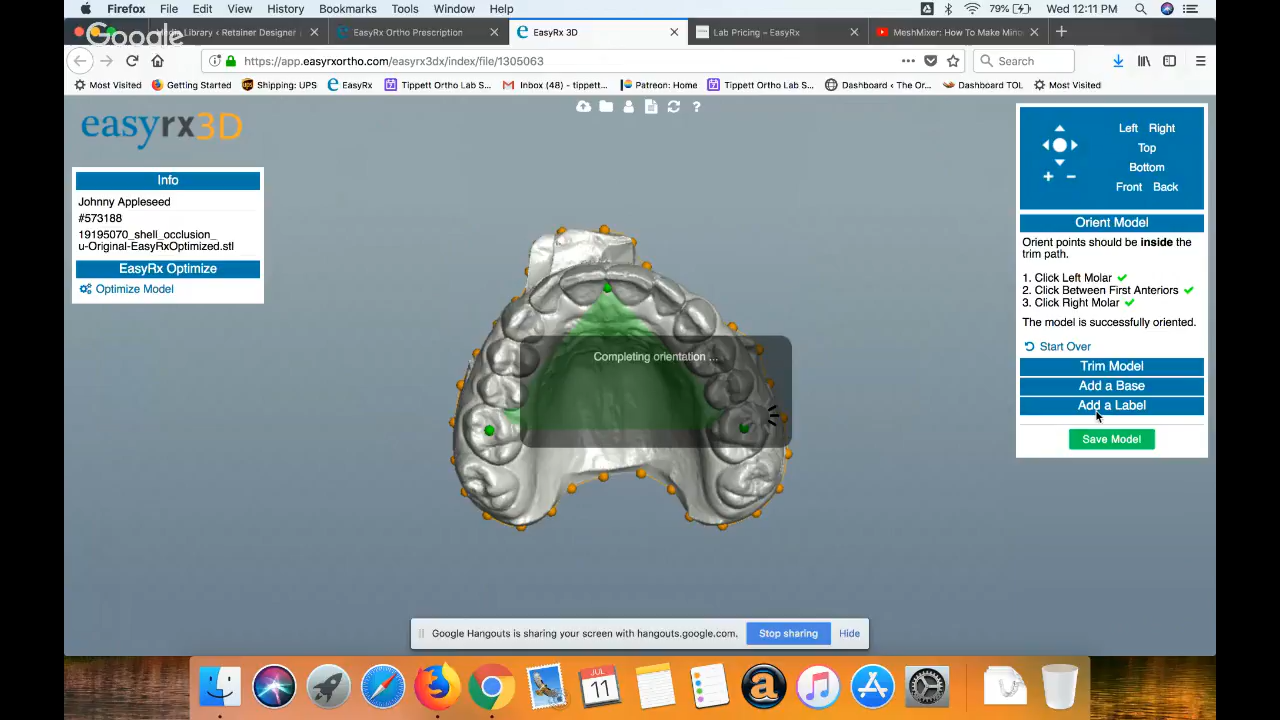 Firefox File Edit View History Bookmarks Tools Window Help
79% Wed 12:11 PM
Google
Media Library ‹ Retainer Designer
EasyRx Ortho Prescription
EasyRx 3D
Lab Pricing – EasyRx
MeshMixer: How To Make Mino
https://app.easyrxortho.com/easyrx3dx/index/file/1305063
Search
Most Visited
Getting Started
Shipping: UPS
EasyRx
Tippett Ortho Lab S...
Inbox (48) - tippett...
Patreon: Home
Tippett Ortho Lab S...
Dashboard ‹ The Or...
Dashboard TOL
Most Visited
easyrx3D
Info
Johnny Appleseed
#573188
19195070_shell_occlusion_
u-Original-EasyRxOptimized.stl
EasyRx Optimize
Optimize Model
Completing orientation ...
Left Right
Top
Bottom
Front Back
Orient Model
Orient points should be inside the
trim path.
1. Click Left Molar
2. Click Between First Anteriors
3. Click Right Molar
The model is successfully oriented.
Start Over
Trim Model
Add a Base
Add a Label
Save Model
Google Hangouts is sharing your screen with hangouts.google.com.
Stop sharing
Hide
JUL
11